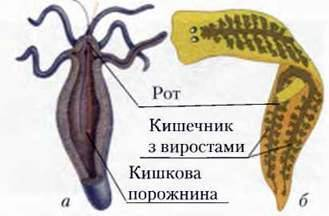 Рот
Кишечник
з виростами
Кишкова
порожнина
а
б